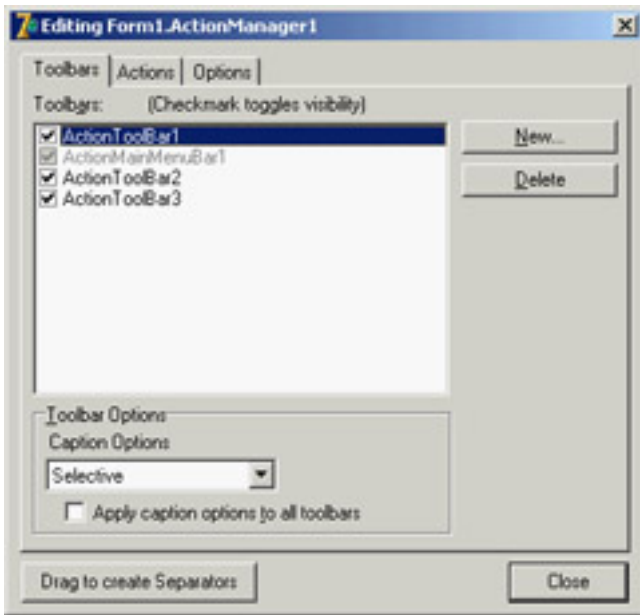 Editing Form1.ActionManager1
Toolbars Actions Options
Toolbars: (Checkmark toggles visibility)
ActionToolBar1
ActionMainMenuBar1
ActionToolBar2
ActionToolBar3
New...
Delete
Toolbar Options
Caption Options
Selective
Apply caption options to all toolbars
Drag to create Separators
Close